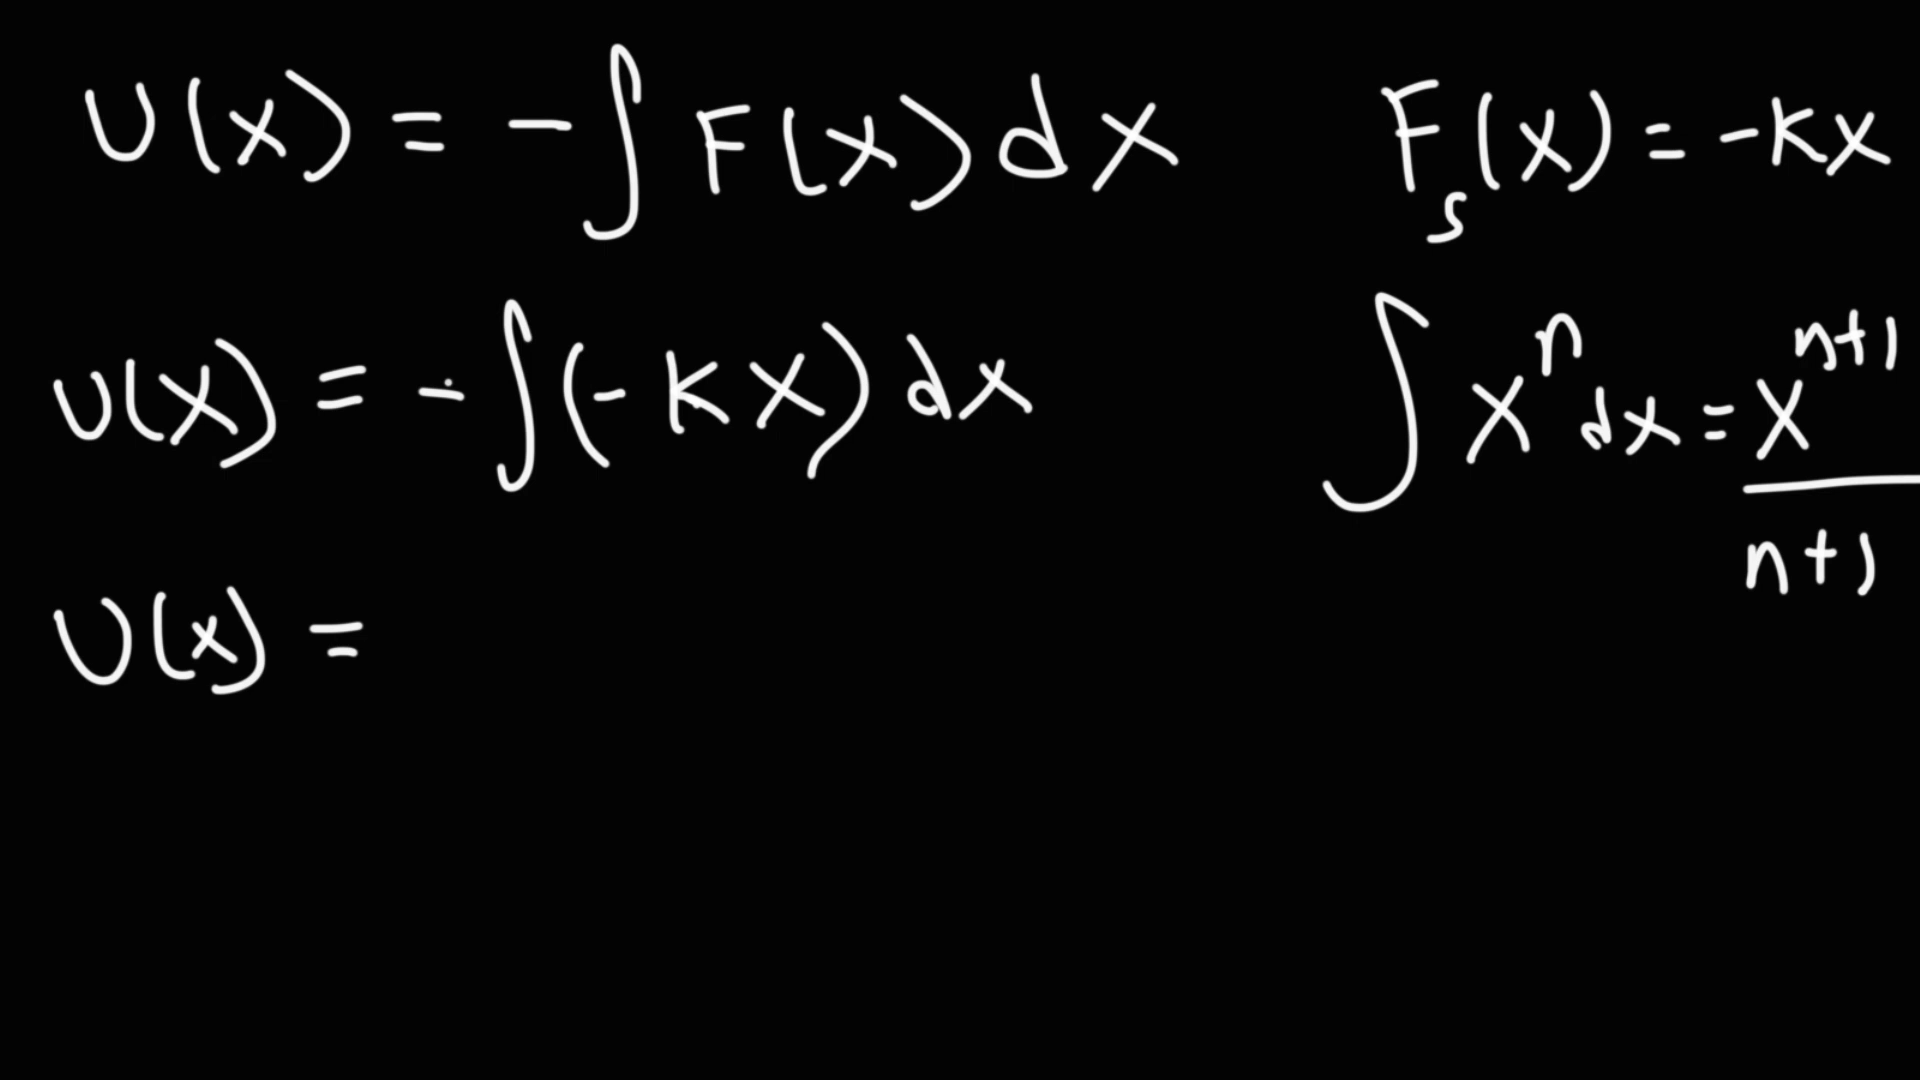 U(x) = -∫ F(x) dx
F_s(x) = -Kx
U(x) = -∫(-Kx) dx
∫ x^n dx = x^{n+1} / n+1
U(x) =